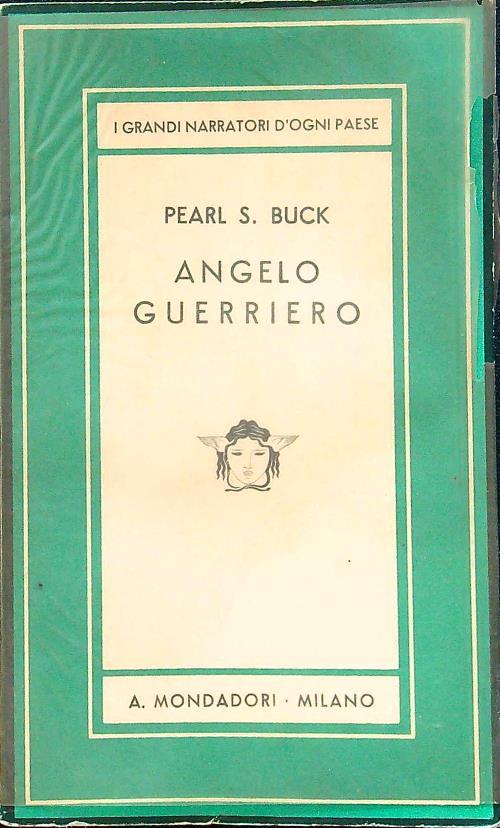 I GRANDI NARRATORI D'OGNI PAESE
PEARL S. BUCK
ANGELO
GUERRIERO
A. MONDADORI · MILANO